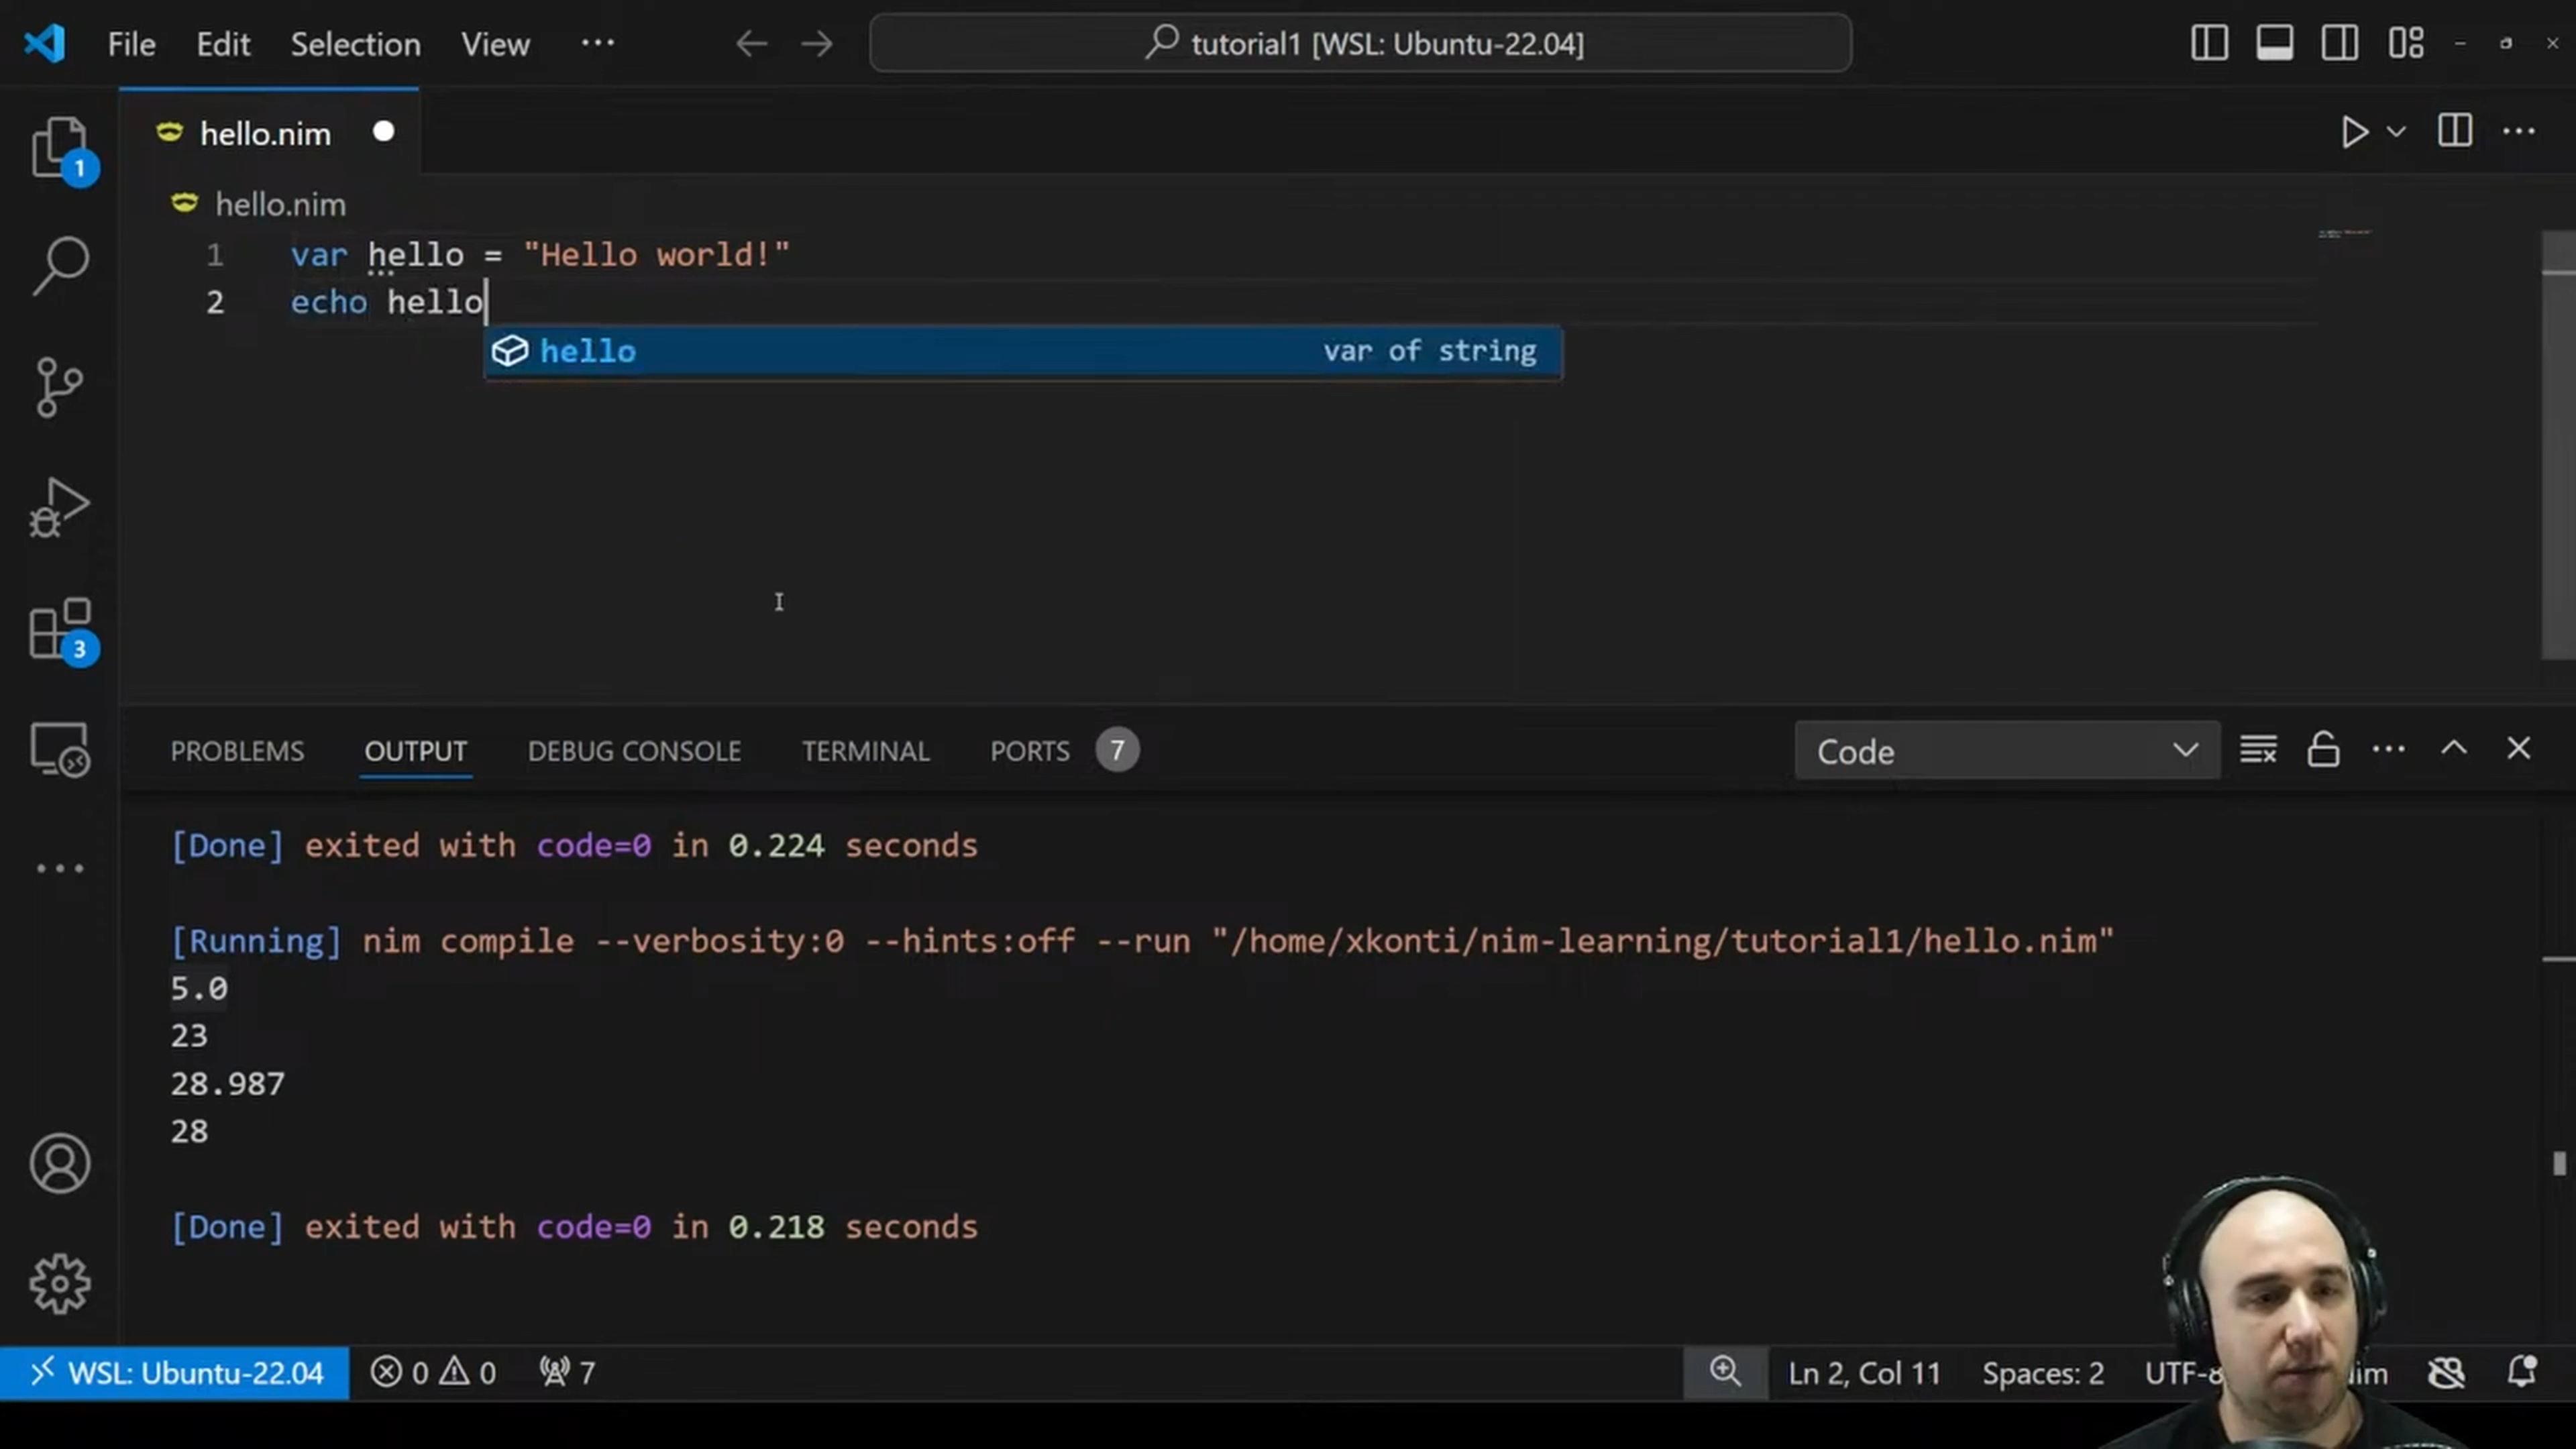 File Edit Selection View ··· tutorial1 [WSL: Ubuntu-22.04]
hello.nim
hello.nim
1 var hello = "Hello world!"
2 echo hello
hello var of string
PROBLEMS OUTPUT DEBUG CONSOLE TERMINAL PORTS 7 Code
[Done] exited with code=0 in 0.224 seconds
[Running] nim compile --verbosity:0 --hints:off --run "/home/xkonti/nim-learning/tutorial1/hello.nim"
5.0
23
28.987
28
[Done] exited with code=0 in 0.218 seconds
1
3
WSL: Ubuntu-22.04 0 0 7 Ln 2, Col 11 Spaces: 2 UTF-8